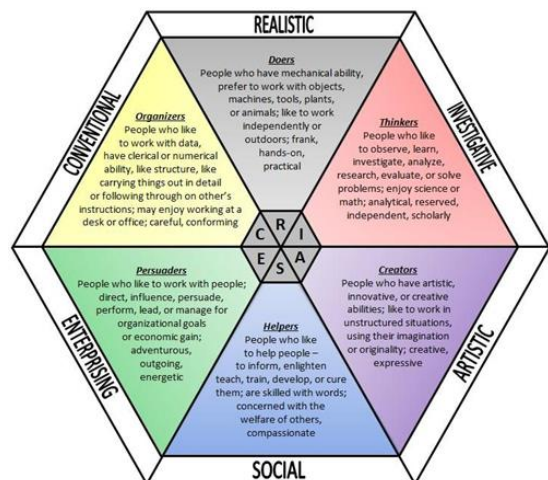 REALISTIC
Doers
People who have mechanical ability,
prefer to work with objects,
machines, tools, plants,
or animals; like to work
independently or
outdoors; frank,
hands-on,
practical
CONVENTIONAL
Organizers
People who like
to work with data,
have clerical or numerical
ability, like structure, like
carrying things out in detail
or following through on other's
instructions; may enjoy working at a
desk or office; careful, conforming
INVESTIGATIVE
Thinkers
People who like
to observe, learn,
investigate, analyze,
research, evaluate, or solve
problems; enjoy science or
math; analytical, reserved,
independent, scholarly
C R I
E S A
ENTERPRISING
Persuaders
People who like to work with people;
direct, influence, persuade,
perform, lead, or manage for
organizational goals
or economic gain;
adventurous,
outgoing,
energetic
Helpers
People who like
to help people –
to inform, enlighten
teach, train, develop, or cure
them; are skilled with words;
concerned with the
welfare of others,
compassionate
Creators
People who have artistic,
innovative, or creative
abilities; like to work in
unstructured situations,
using their imagination
or originality; creative,
expressive
ARTISTIC
SOCIAL